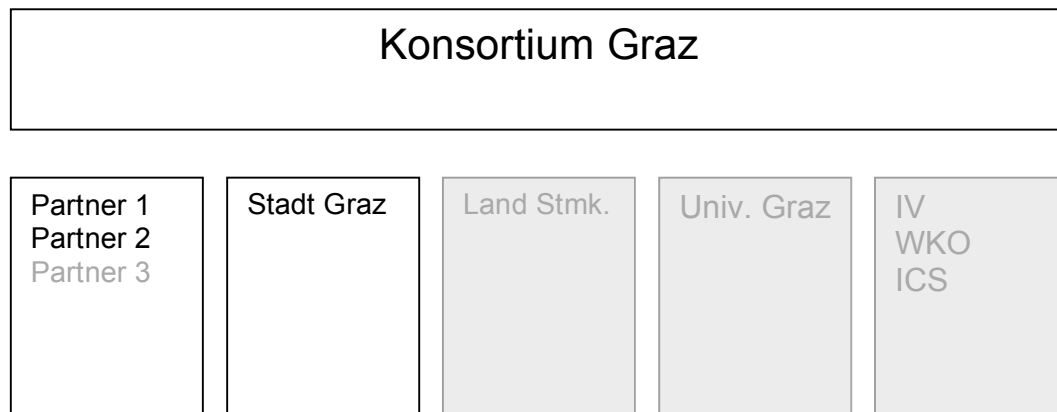 Konsortium Graz
Partner 1
Partner 2
Partner 3
Stadt Graz
Land Stmk.
Univ. Graz
IV
WKO
ICS